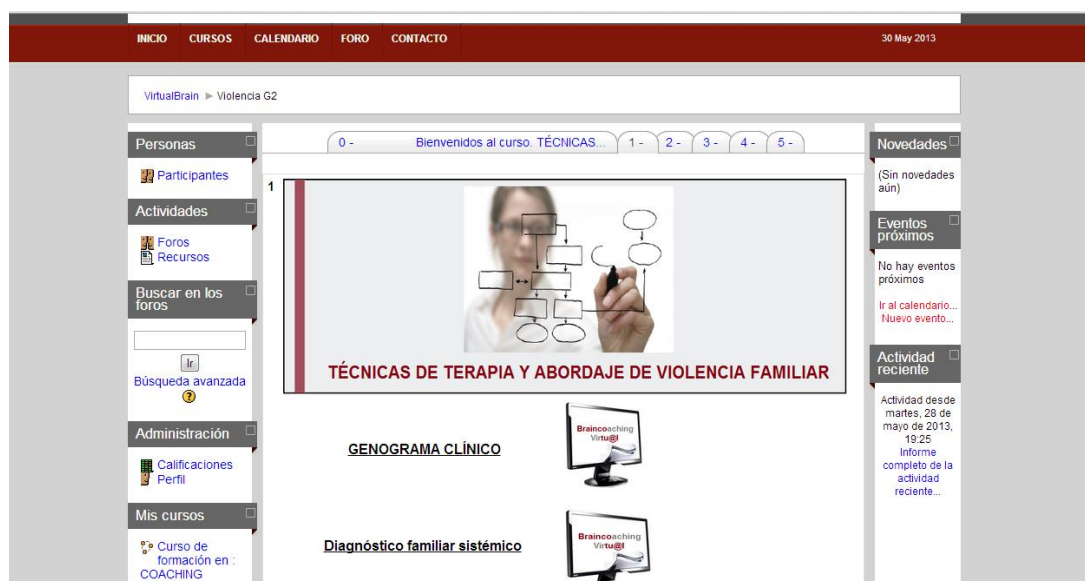 INICIO CURSOS CALENDARIO FORO CONTACTO 30 May 2013
VirtualBrain ► Violencia G2
Personas
Participantes
Actividades
Foros
Recursos
Buscar en los
foros
Ir
Búsqueda avanzada
Administración
Calificaciones
Perfil
Mis cursos
Curso de
formación en :
COACHING
0 - Bienvenidos al curso. TÉCNICAS... 1 - 2 - 3 - 4 - 5 -
1
TÉCNICAS DE TERAPIA Y ABORDAJE DE VIOLENCIA FAMILIAR
GENOGRAMA CLÍNICO
Braincoaching
Virtu@l
Diagnóstico familiar sistémico
Braincoaching
Virtu@l
Novedades
(Sin novedades
aún)
Eventos
próximos
No hay eventos
próximos
Ir al calendario...
Nuevo evento...
Actividad
reciente
Actividad desde
martes, 28 de
mayo de 2013,
19:25
Informe
completo de la
actividad
reciente...